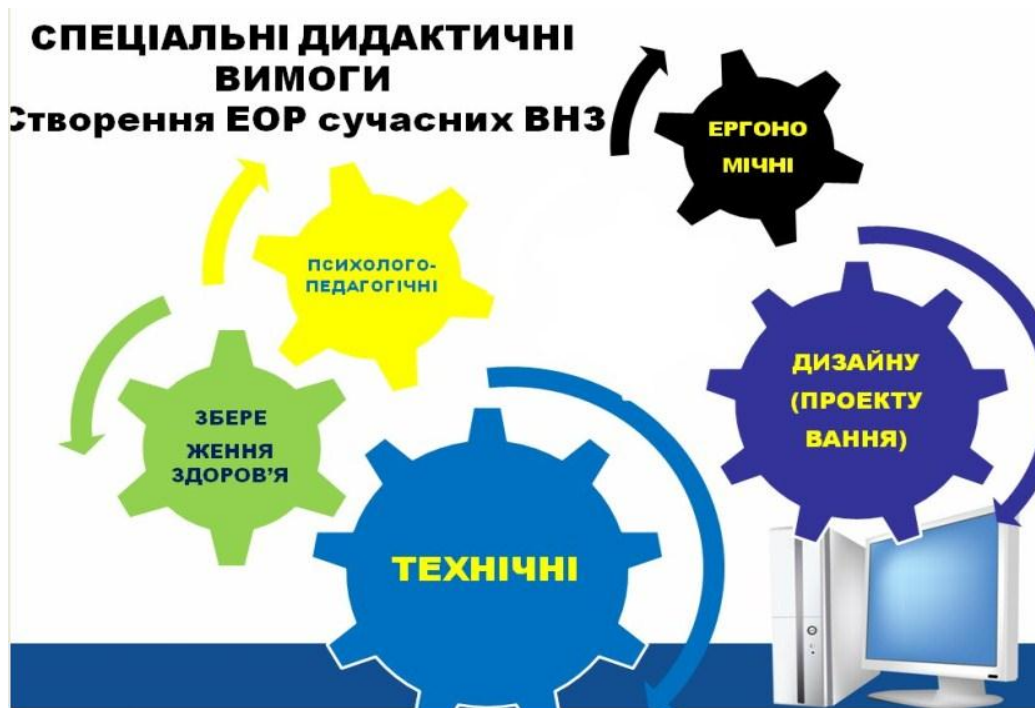 СПЕЦІАЛЬНІ ДИДАКТИЧНІ
ВИМОГИ
Створення ЕОР сучасних ВНЗ
ЕРГОНО
МІЧНІ
ПСИХОЛОГО-
ПЕДАГОГІЧНІ
ДИЗАЙНУ
(ПРОЕКТУ
ВАННЯ)
ЗБЕРЕ
ЖЕННЯ
ЗДОРОВ’Я
ТЕХНІЧНІ